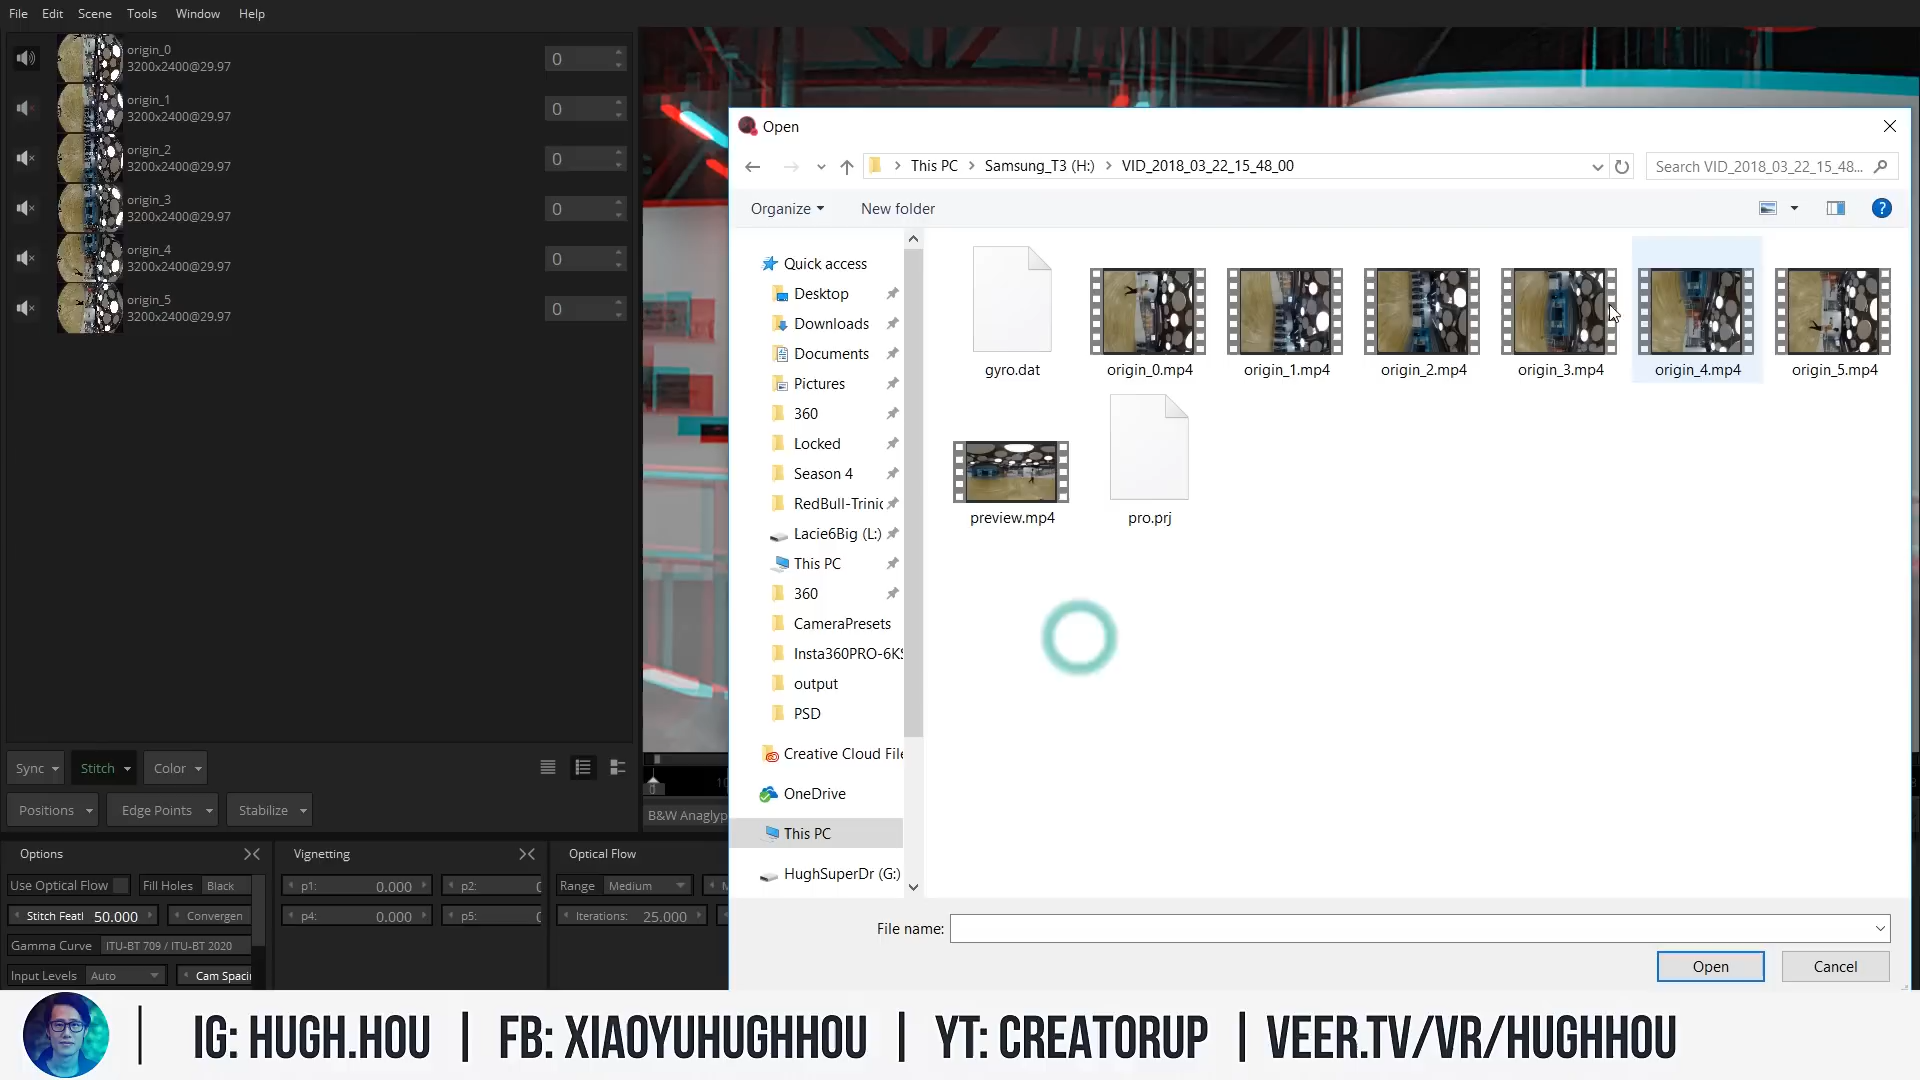 File Edit Scene Tools Window Help
origin_0
3200x2400@29.97
0
origin_1
3200x2400@29.97
0
origin_2
3200x2400@29.97
0
origin_3
3200x2400@29.97
0
origin_4
3200x2400@29.97
0
origin_5
3200x2400@29.97
0
Sync Stitch Color
Positions Edge Points Stabilize
Options
Use Optical Flow Fill Holes Black
Stitch Featl 50.000 Convergen
Gamma Curve ITU-BT 709 / ITU-BT 2020
Input Levels Auto Cam Spaci
Vignetting
p1: 0.000 p2: 0
p4: 0.000 p5: 0
B&W Anaglyp
Optical Flow
Range Medium
Iterations: 25.000
Open
This PC > Samsung_T3 (H:) > VID_2018_03_22_15_48_00
Search VID_2018_03_22_15_48...
Organize New folder
Quick access
Desktop
Downloads
Documents
Pictures
360
Locked
Season 4
RedBull-Trinic
Lacie6Big (L:)
This PC
360
CameraPresets
Insta360PRO-6KS
output
PSD
Creative Cloud File
OneDrive
This PC
HughSuperDr (G:)
gyro.dat origin_0.mp4 origin_1.mp4 origin_2.mp4 origin_3.mp4 origin_4.mp4 origin_5.mp4
preview.mp4 pro.prj
File name:
Open Cancel
IG: HUGH.HOU | FB: XIAOYUHUGHHOU | YT: CREATORUP | VEER.TV/VR/HUGHHOU